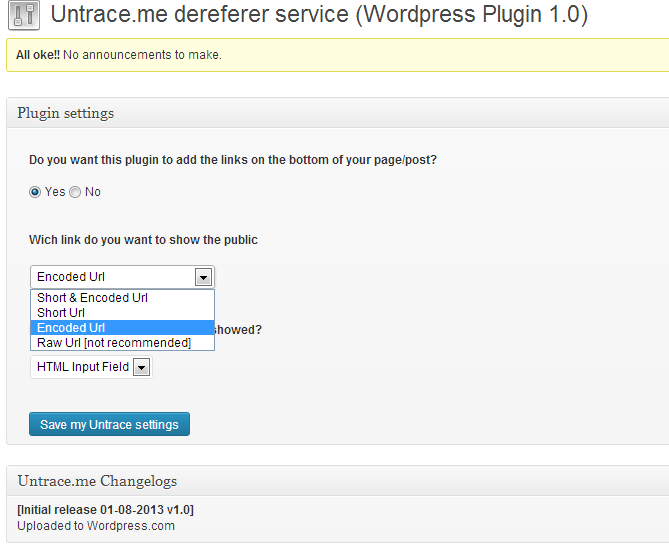 Untrace.me dereferer service (Wordpress Plugin 1.0)
All oke!! No announcements to make.
Plugin settings
Do you want this plugin to add the links on the bottom of your page/post?
Yes No
Wich link do you want to show the public
Encoded Url
Short & Encoded Url
Short Url
Encoded Url
showed?
Raw Url [not recommended]
HTML Input Field
Save my Untrace settings
Untrace.me Changelogs
[Initial release 01-08-2013 v1.0]
Uploaded to Wordpress.com